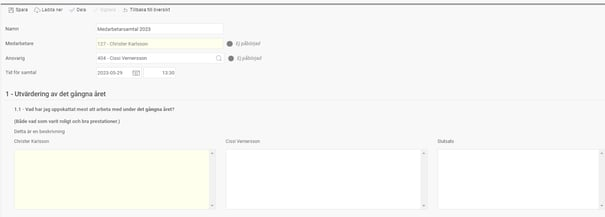 Spara Ladda ner Dela Signera Tillbaka till översikt
Namn Medarbetarsamtal 2023
Medarbetare 127 - Christer Karlsson Ej påbörjad
Ansvarig 404 - Cissi Vernersson Ej påbörjad
Tid för samtal 2023-05-29 13:30
1 - Utvärdering av det gångna året
1.1 - Vad har jag uppskattat mest att arbeta med under det gångna året?
(Både vad som varit roligt och bra prestationer)
Detta är en beskrivning
Christer Karlsson Cissi Vernersson Slutsats